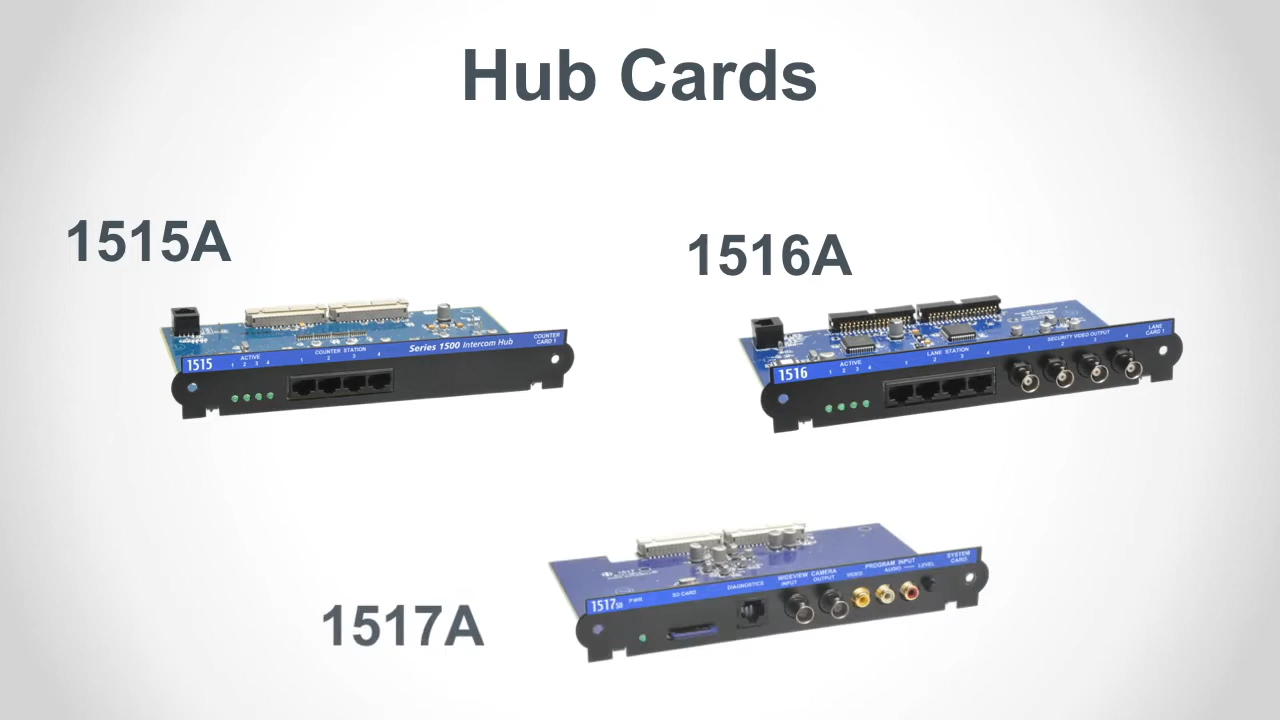 Hub Cards
1515A
1515
ACTIVE
1 2 3 4
COUNTER STATION
1 2 3 4
Series 1500 Intercom Hub
COUNTER
CARD 1
1516A
1516
ACTIVE
1 2 3 4
LANE STATION
1 2 3 4
SECURITY VIDEO OUTPUT
1 2 3 4
LANE
CARD 1
1517A
1517SD
PWR
SD CARD
DIAGNOSTICS
WIDEVIEW CAMERA
INPUT OUTPUT
PROGRAM INPUT
VIDEO AUDIO LEVEL
SYSTEM
CARD